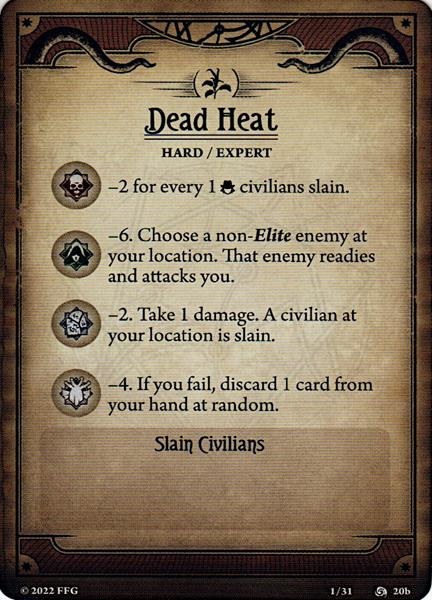 Dead Heat
HARD / EXPERT
–2 for every 1 civilians slain.
–6. Choose a non-Elite enemy at
your location. That enemy readies
and attacks you.
–2. Take 1 damage. A civilian at
your location is slain.
–4. If you fail, discard 1 card from
your hand at random.
Slain Civilians
© 2022 FFG
1/31
20b